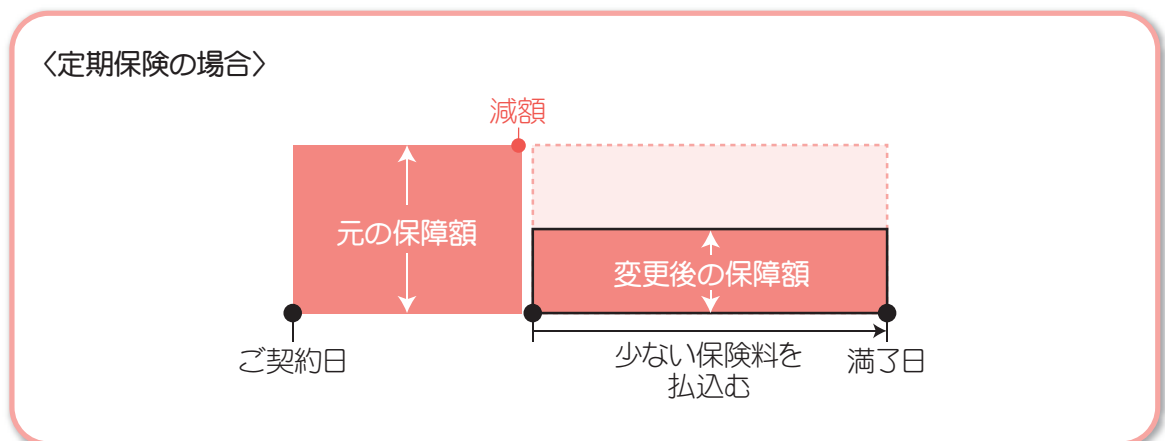 〈定期保険の場合〉
減額
元の保障額
変更後の保障額
ご契約日
少ない保険料を
払込む
満了日